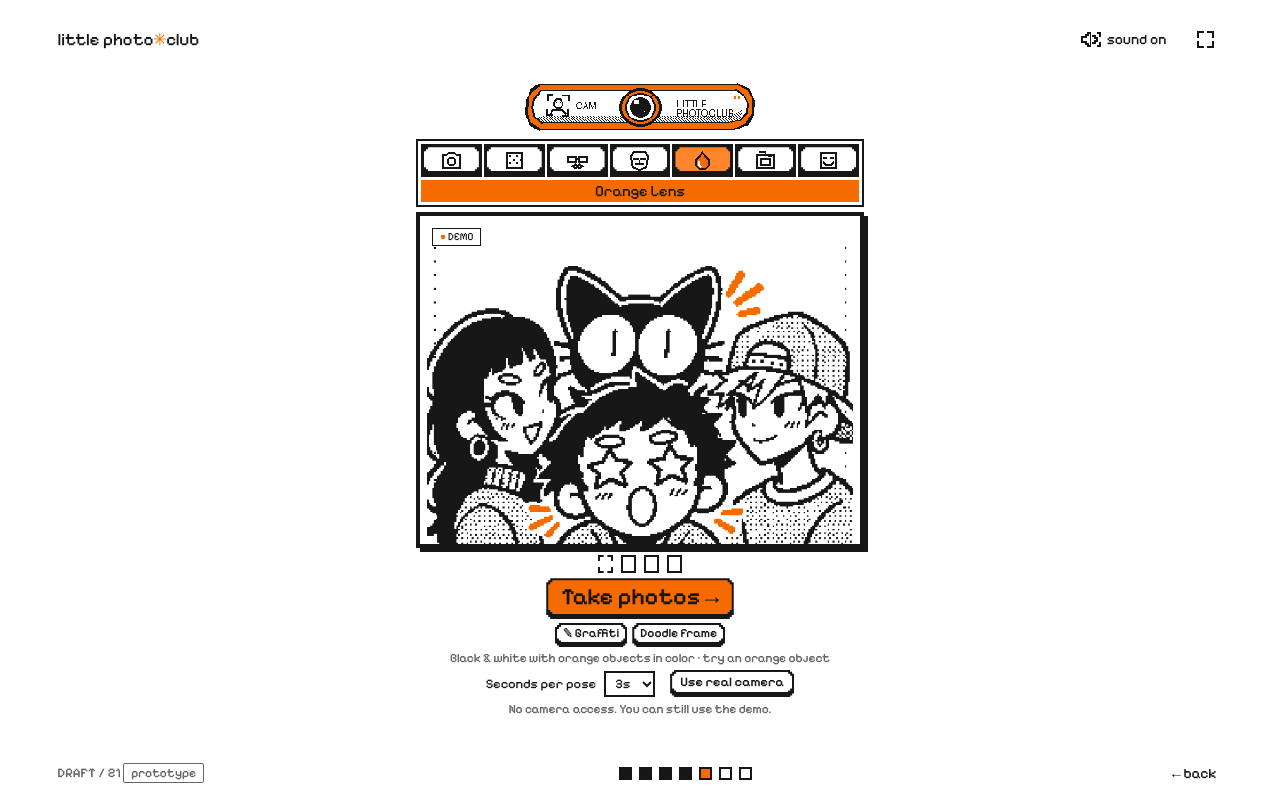 little photo✳club
sound on
CAM
LITTLE
PHOTOCLUB
Orange Lens
DEMO
Take photos→
✎ Graffiti
Doodle frame
Black & white with orange objects in color · try an orange object
Seconds per pose
3s
Use real camera
No camera access. You can still use the demo.
DRAFT / 21
prototype
←back